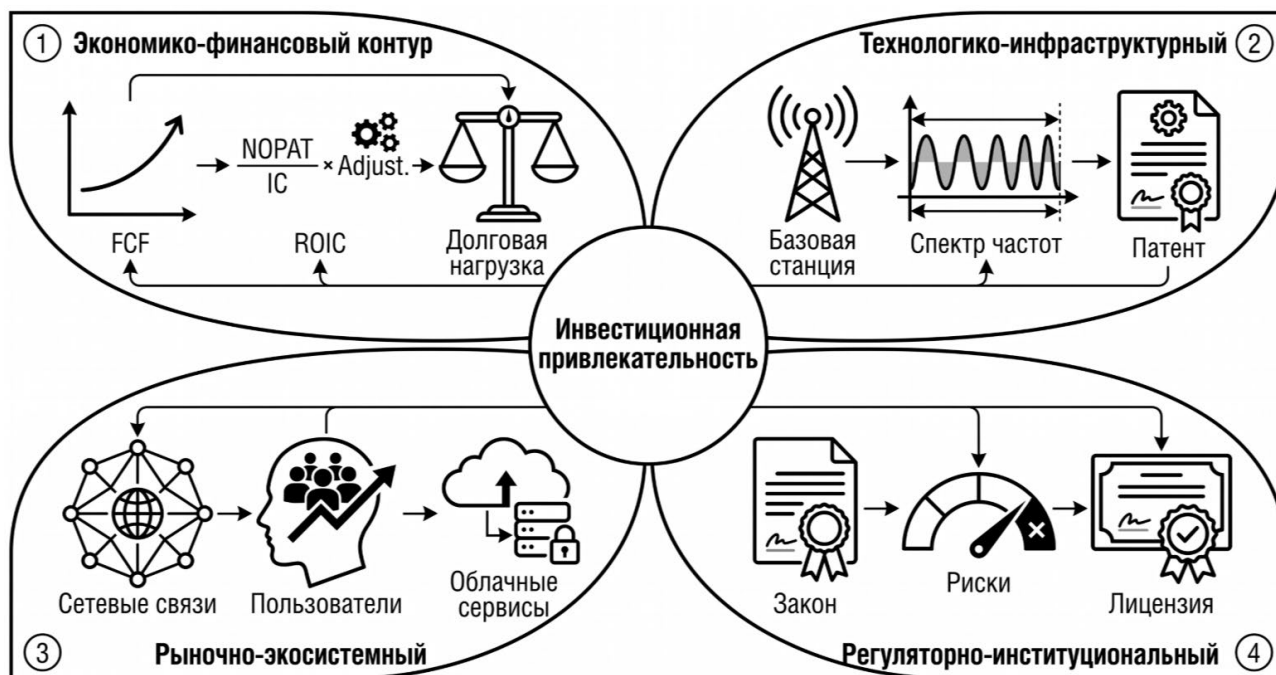 1 Экономико-финансовый контур
NOPAT
IC
× Adjust.
FCF
ROIC
Долговая
нагрузка
Технологико-инфраструктурный 2
Базовая
станция
Спектр частот
Патент
Инвестиционная
привлекательность
Сетевые связи
Пользователи
Облачные
сервисы
3 Рыночно-экосистемный
Закон
Риски
Лицензия
Регуляторно-институциональный 4